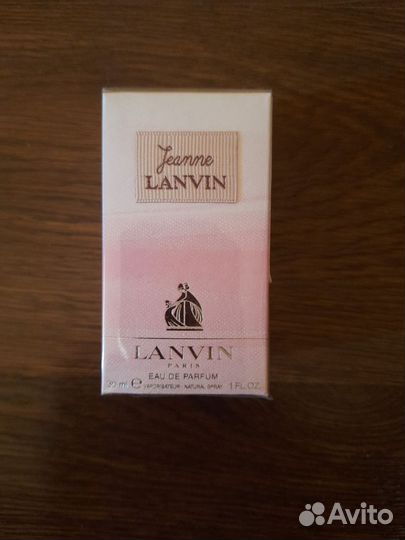 Jeanne
LANVIN
LANVIN
PARIS
EAU DE PARFUM
30 ml e VAPORISATEUR - NATURAL SPRAY 1 FL.OZ.
Avito